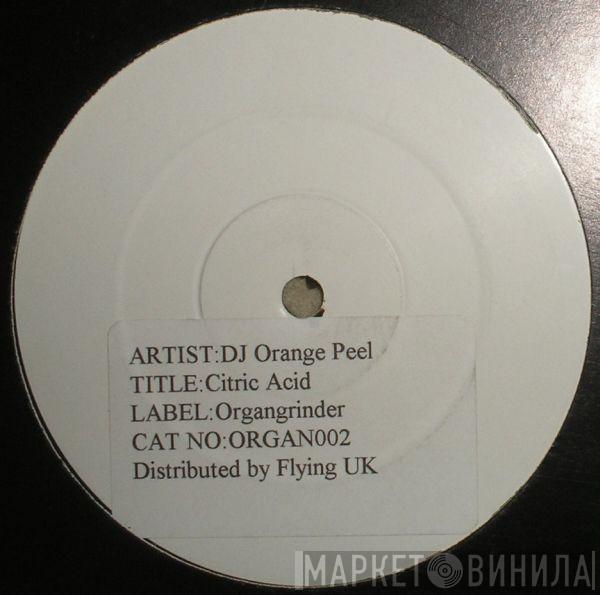 ARTIST:DJ Orange Peel
TITLE:Citric Acid
LABEL:Organgrinder
CAT NO:ORGAN002
Distributed by Flying UK
МАРКЕТ ВИНИЛА